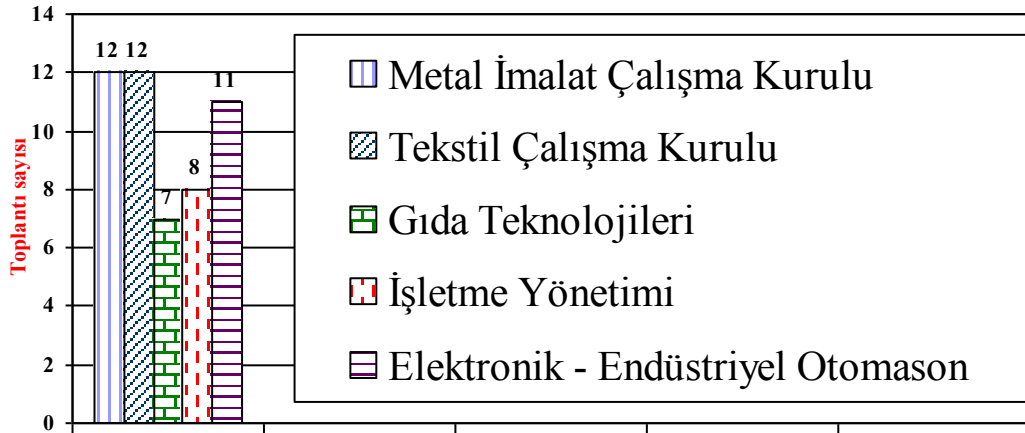 14
12
10
8
6
4
2
0
Toplantı sayısı
12 12
7
8
11
Metal İmalat Çalışma Kurulu
Tekstil Çalışma Kurulu
Gıda Teknolojileri
İşletme Yönetimi
Elektronik - Endüstriyel Otomason